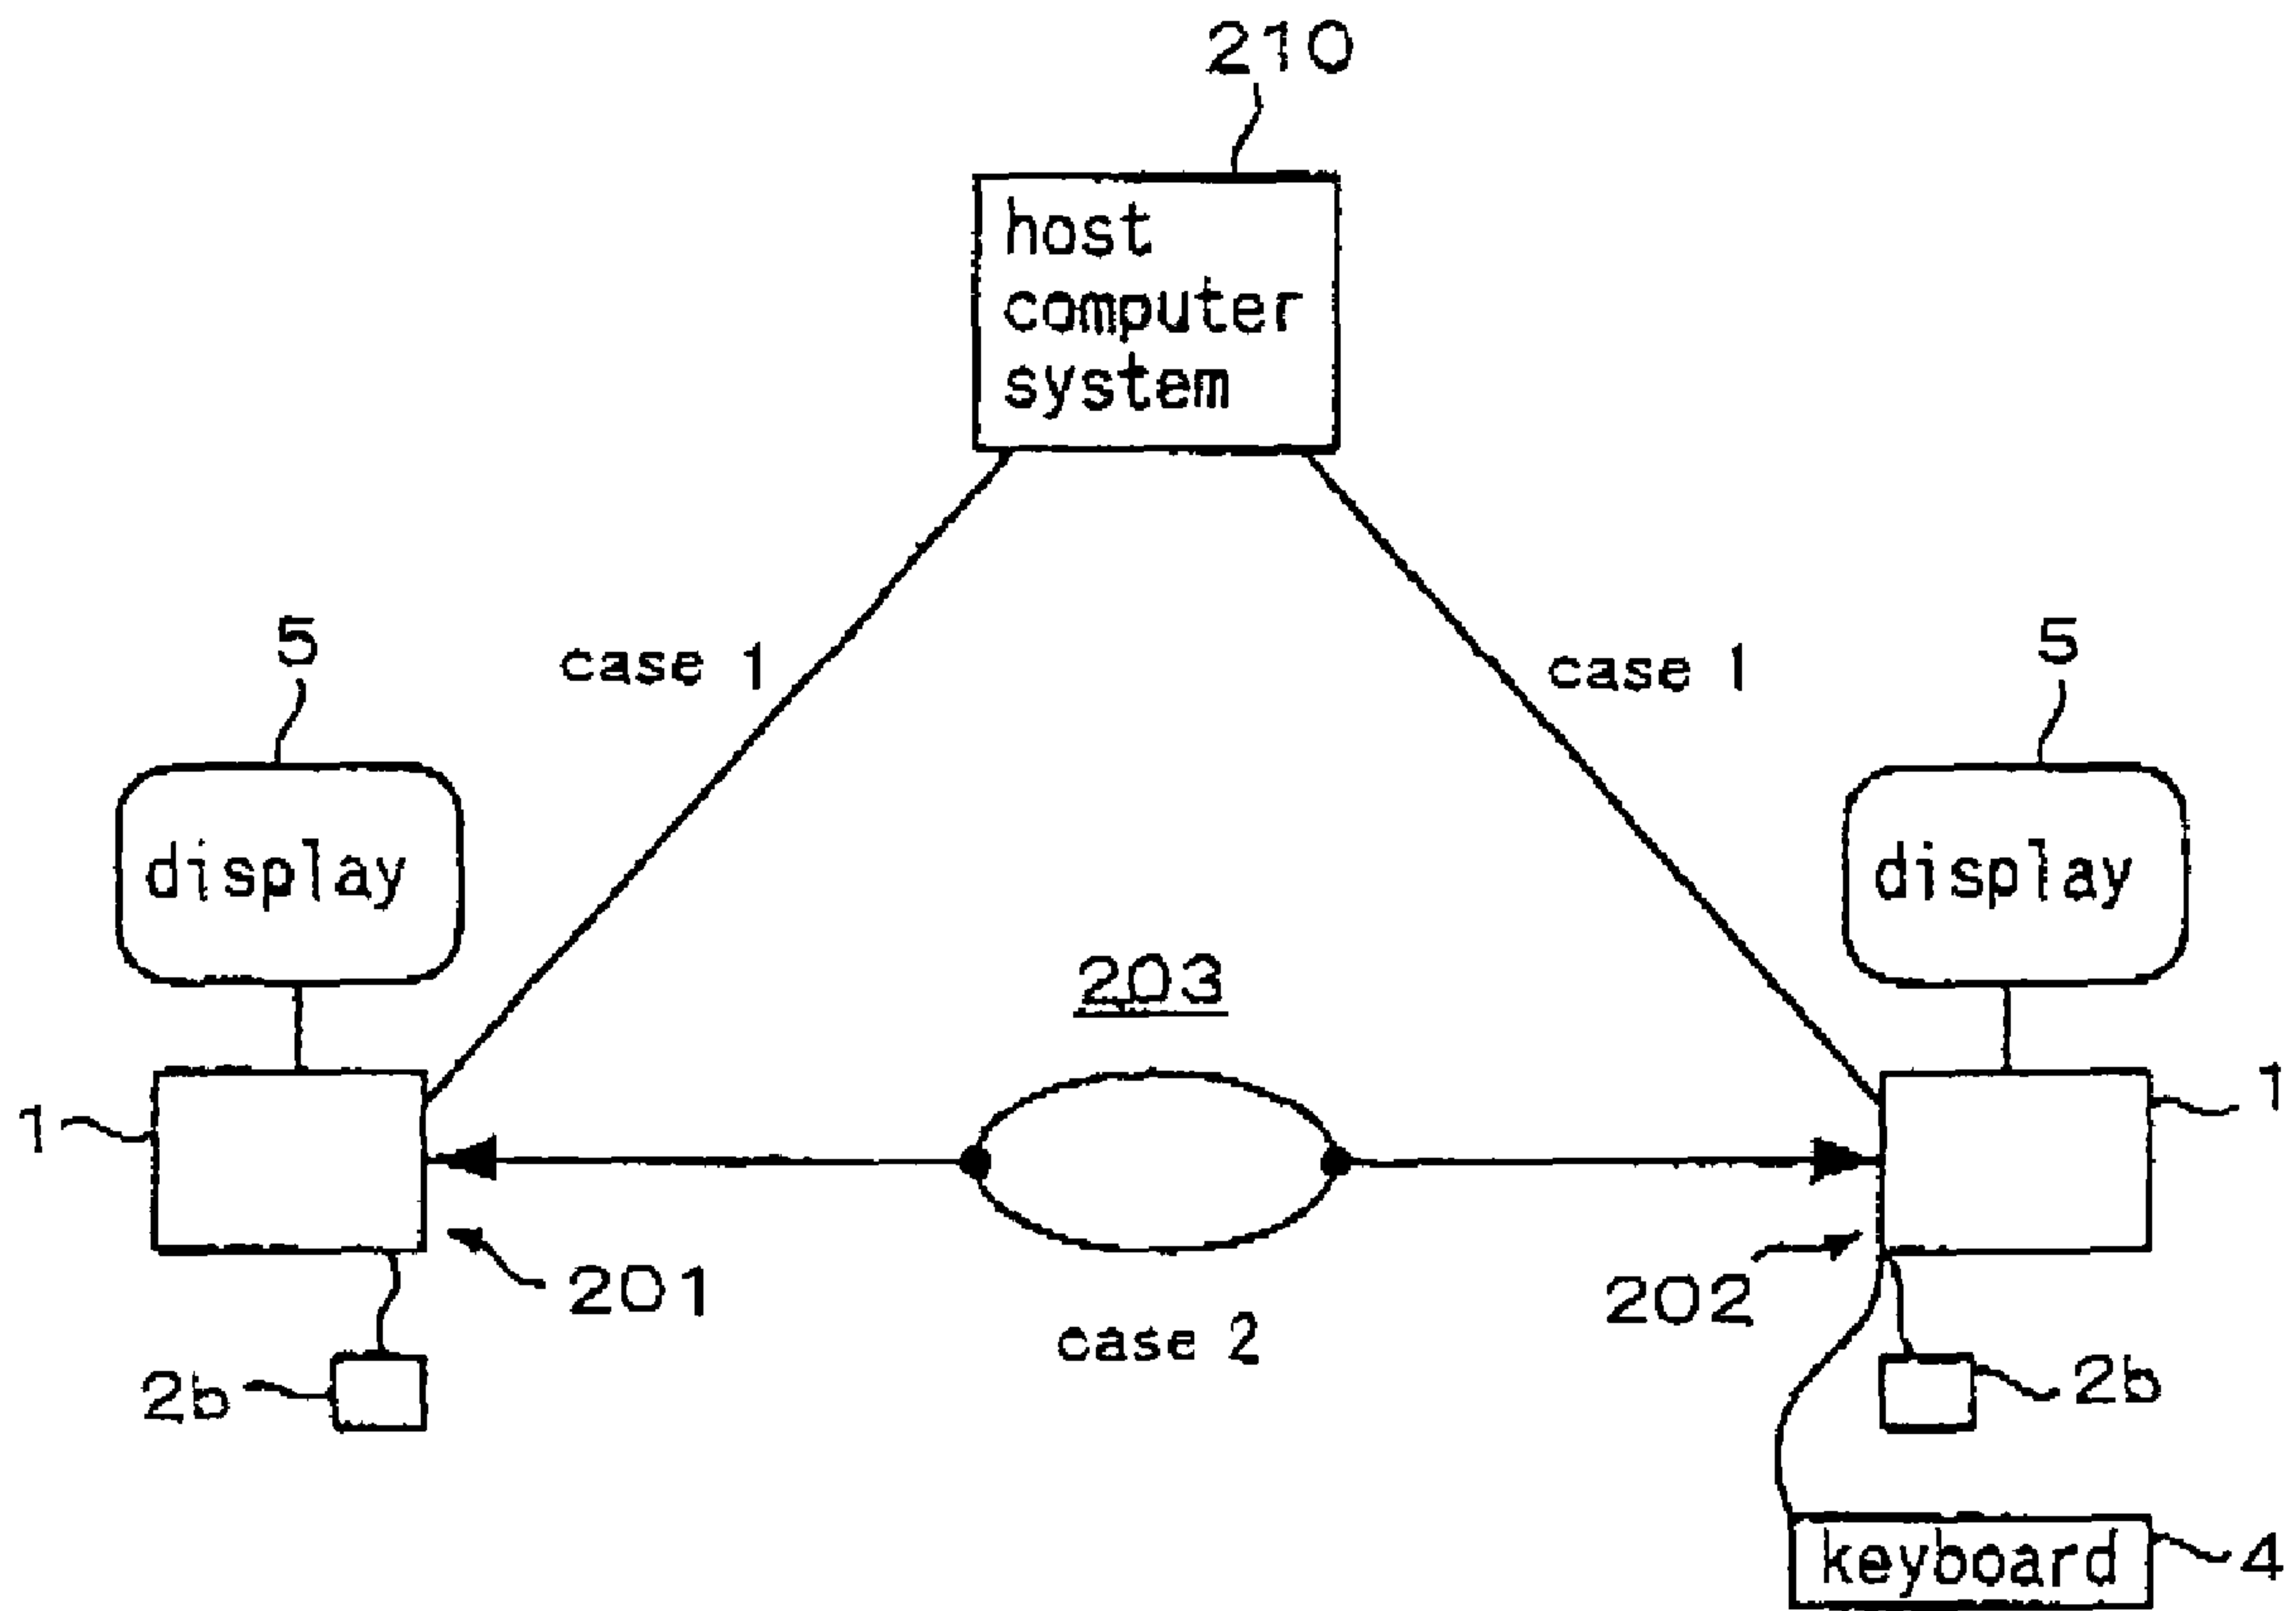 210
host
computer
system
5
case 1
case 1
5
display
display
203
1
1
201
202
case 2
2b
2b
keyboard
4